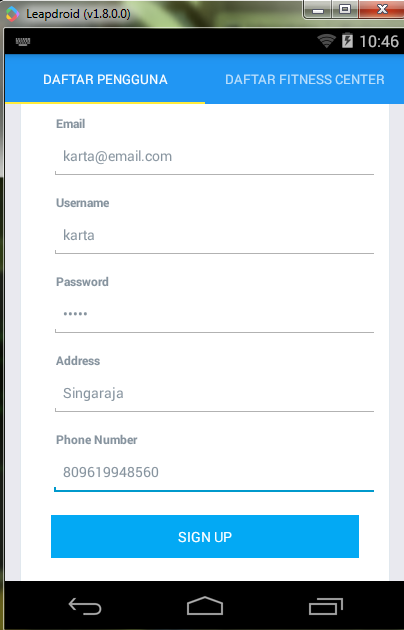 Leapdroid (v1.8.0.0)
10:46
DAFTAR PENGGUNA
DAFTAR FITNESS CENTER
Email
karta@email.com
Username
karta
Password
•••••
Address
Singaraja
Phone Number
809619948560
SIGN UP